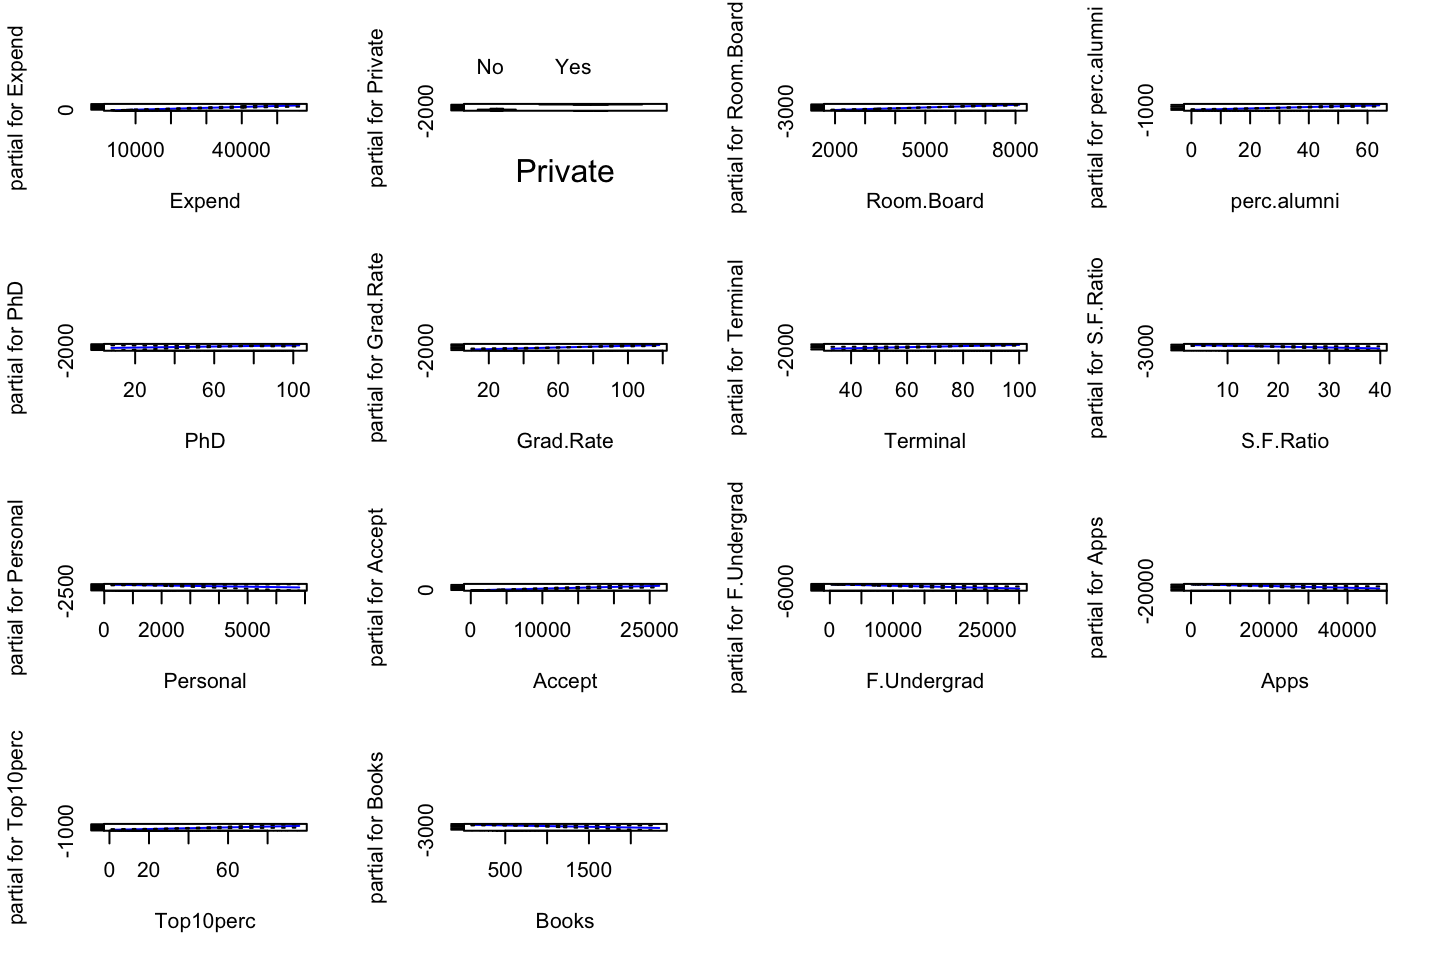 partial for Expend
0
10000 40000
Expend
partial for Private
-2000
No Yes
Private
partial for Room.Board
-3000
2000 5000 8000
Room.Board
partial for perc.alumni
-1000
0 20 40 60
perc.alumni
partial for PhD
-2000
20 60 100
PhD
partial for Grad.Rate
-2000
20 60 100
Grad.Rate
partial for Terminal
-2000
40 60 80 100
Terminal
partial for S.F.Ratio
-3000
10 20 30 40
S.F.Ratio
partial for Personal
-2500
0 2000 5000
Personal
partial for Accept
0
0 10000 25000
Accept
partial for F.Undergrad
-6000
0 10000 25000
F.Undergrad
partial for Apps
-20000
0 20000 40000
Apps
partial for Top10perc
-1000
0 20 60
Top10perc
partial for Books
-3000
500 1500
Books